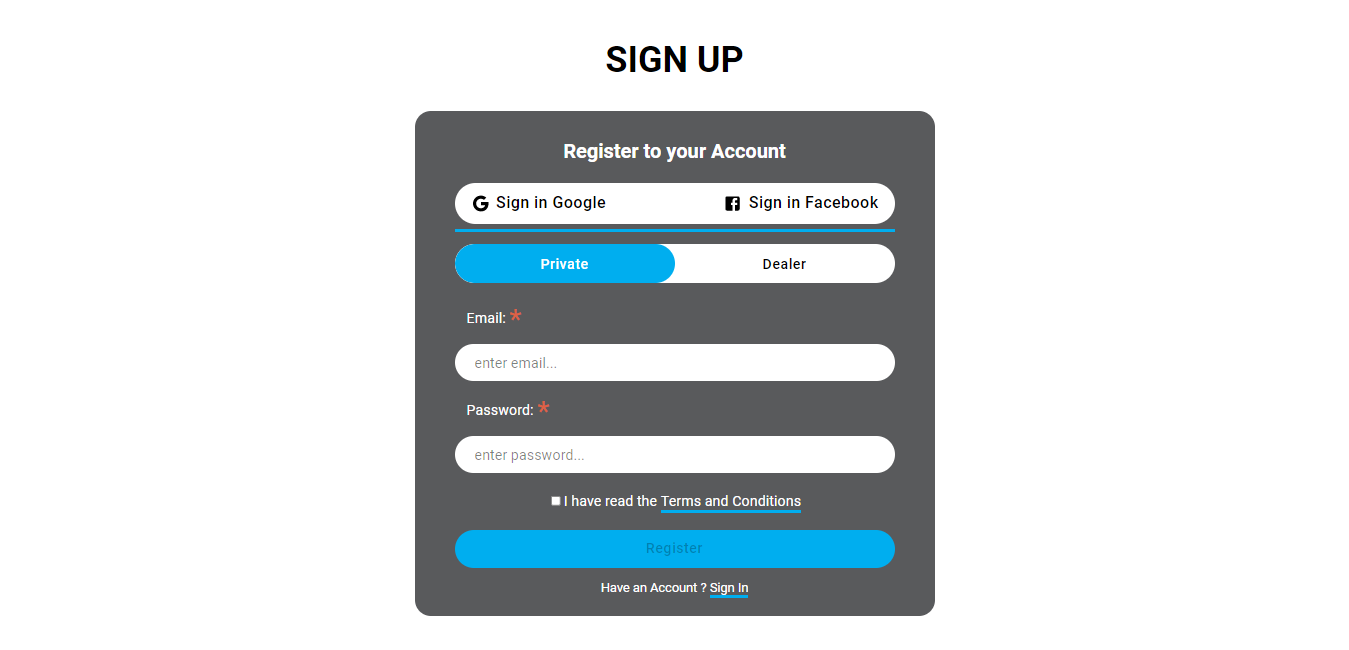 SIGN UP
Register to your Account
Sign in Google Sign in Facebook
Private Dealer
Email: *
enter email...
Password: *
enter password...
I have read the Terms and Conditions
Register
Have an Account ? Sign In